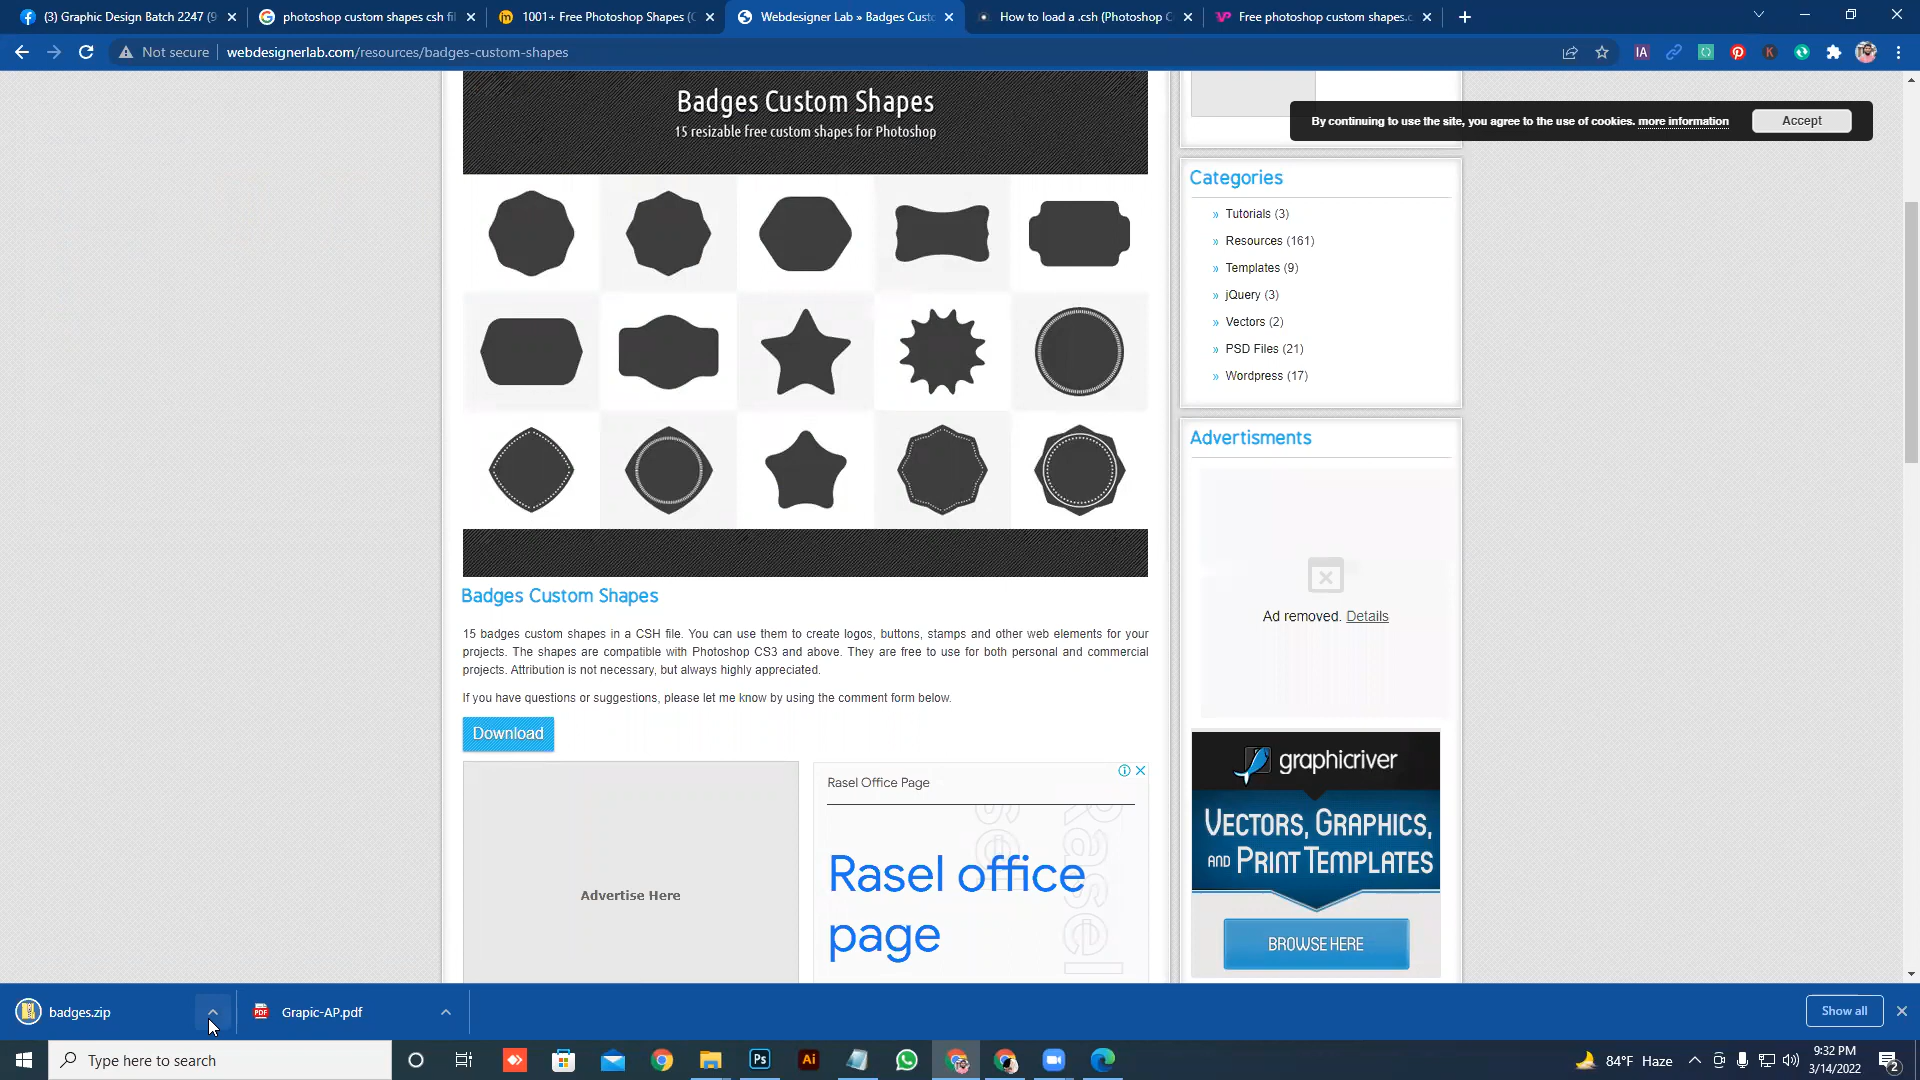 (3) Graphic Design Batch 2247 (9
photoshop custom shapes csh fil
1001+ Free Photoshop Shapes (C
Webdesigner Lab » Badges Custo
How to load a .csh (Photoshop C
Free photoshop custom shapes.c
Not secure
webdesignerlab.com/resources/badges-custom-shapes
Badges Custom Shapes
15 resizable free custom shapes for Photoshop
By continuing to use the site, you agree to the use of cookies. more information
Accept
Categories
» Tutorials (3)
» Resources (161)
» Templates (9)
» jQuery (3)
» Vectors (2)
» PSD Files (21)
» Wordpress (17)
Advertisments
Ad removed. Details
Badges Custom Shapes
15 badges custom shapes in a CSH file. You can use them to create logos, buttons, stamps and other web elements for your
projects. The shapes are compatible with Photoshop CS3 and above. They are free to use for both personal and commercial
projects. Attribution is not necessary, but always highly appreciated.
If you have questions or suggestions, please let me know by using the comment form below.
Download
Advertise Here
Rasel Office Page
Rasel office
page
Rasel
sel
graphicriver
VECTORS, GRAPHICS,
AND PRINT TEMPLATES
BROWSE HERE
badges.zip
PDF
Grapic-AP.pdf
Show all
Type here to search
Ps
Ai
84°F Haze
9:32 PM
3/14/2022
2